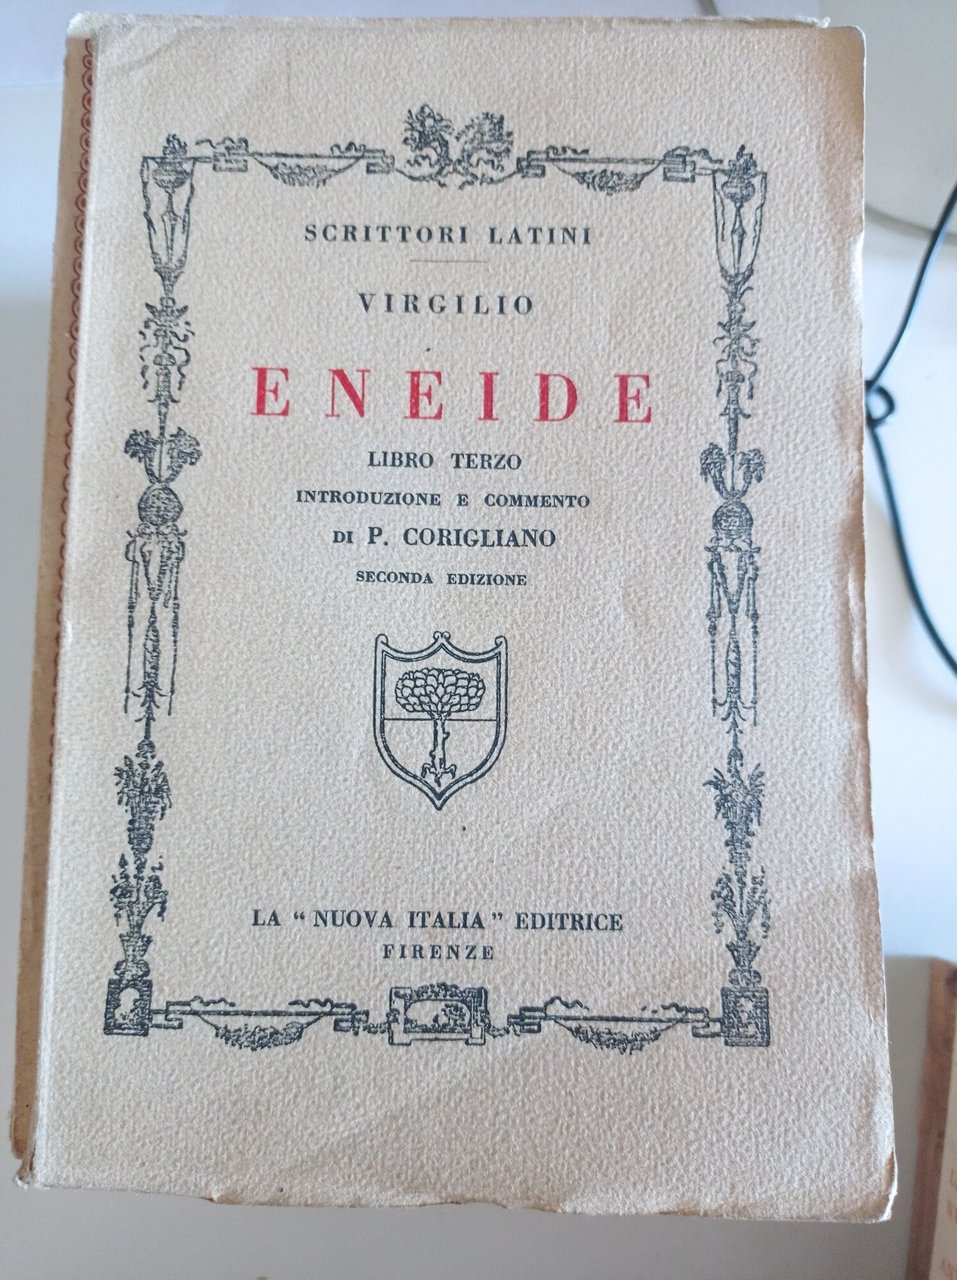 SCRITTORI LATINI
VIRGILIO
ENEIDE
LIBRO TERZO
INTRODUZIONE E COMMENTO
DI P. CORIGLIANO
SECONDA EDIZIONE
LA “NUOVA ITALIA” EDITRICE
FIRENZE